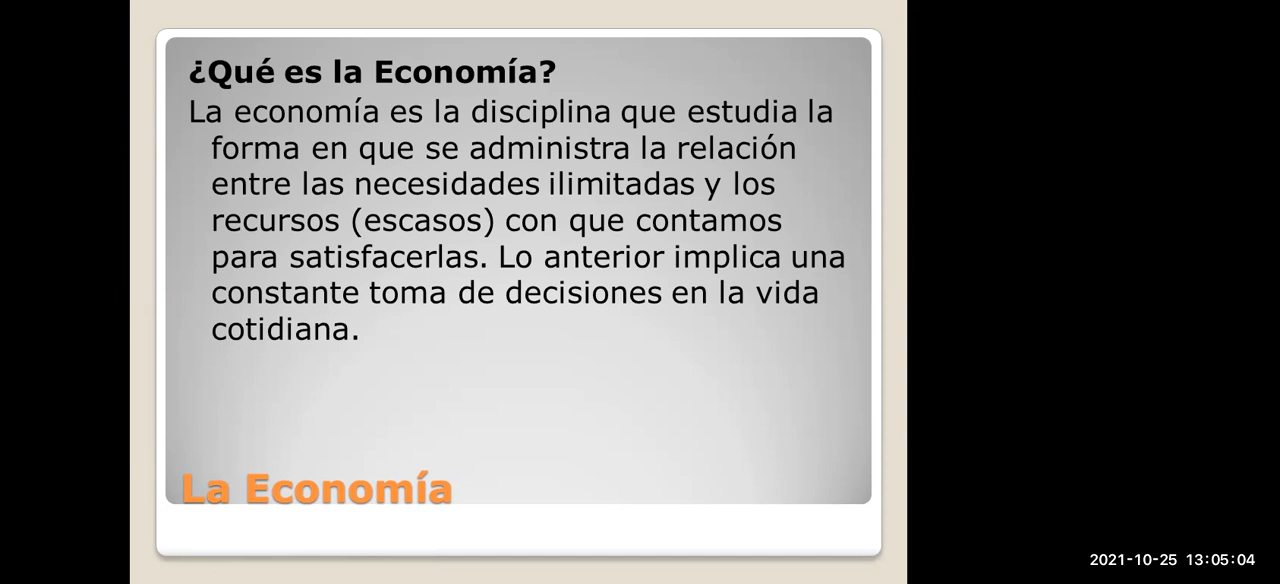 ¿Qué es la Economía?
La economía es la disciplina que estudia la
forma en que se administra la relación
entre las necesidades ilimitadas y los
recursos (escasos) con que contamos
para satisfacerlas. Lo anterior implica una
constante toma de decisiones en la vida
cotidiana.
La Economía
2021-10-25 13:05:04